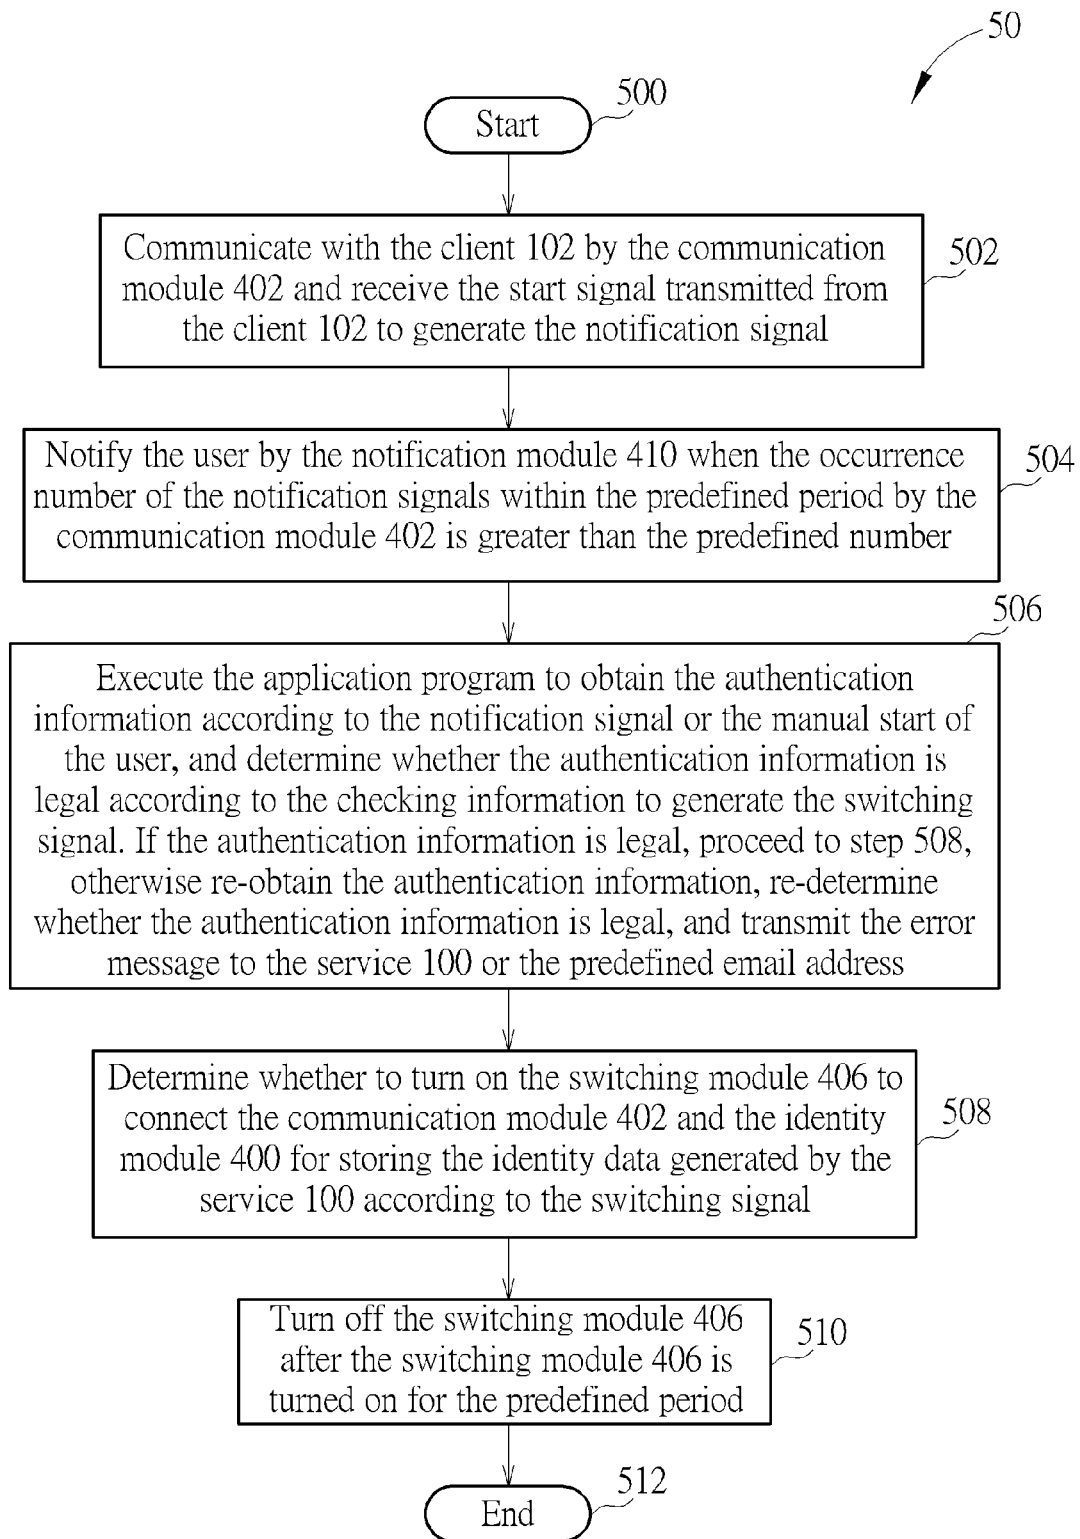 50
500
Start
502
Communicate with the client 102 by the communication
module 402 and receive the start signal transmitted from
the client 102 to generate the notification signal
504
Notify the user by the notification module 410 when the occurrence
number of the notification signals within the predefined period by the
communication module 402 is greater than the predefined number
506
Execute the application program to obtain the authentication
information according to the notification signal or the manual start of
the user, and determine whether the authentication information is
legal according to the checking information to generate the switching
signal. If the authentication information is legal, proceed to step 508,
otherwise re-obtain the authentication information, re-determine
whether the authentication information is legal, and transmit the error
message to the service 100 or the predefined email address
508
Determine whether to turn on the switching module 406 to
connect the communication module 402 and the identity
module 400 for storing the identity data generated by the
service 100 according to the switching signal
510
Turn off the switching module 406
after the switching module 406 is
turned on for the predefined period
512
End